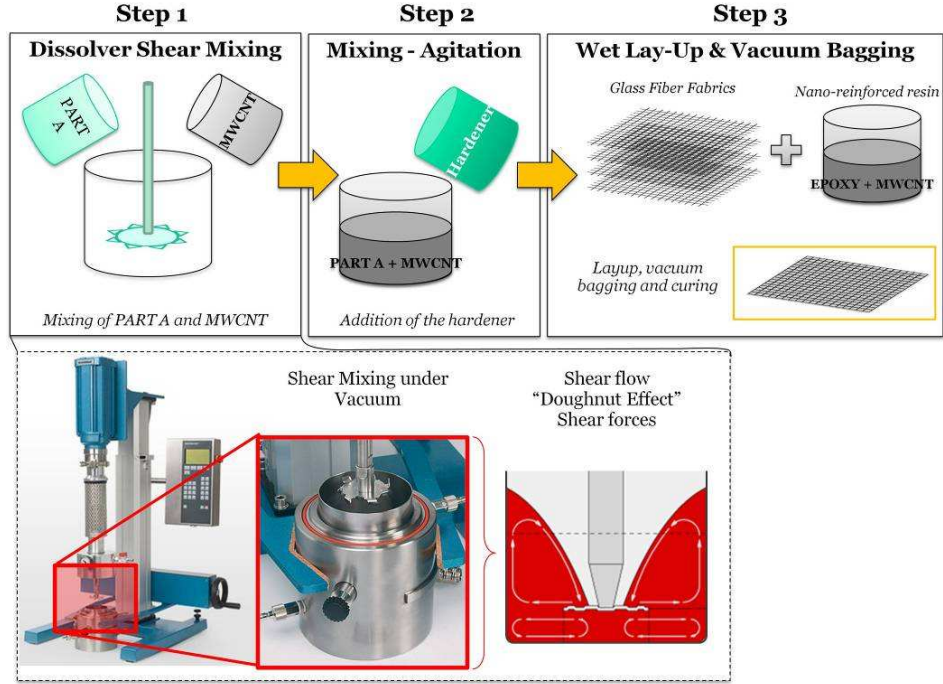 Step 1
Step 2
Step 3
Dissolver Shear Mixing
PART A
MWCNT
Mixing of PART A and MWCNT
Mixing - Agitation
Hardener
PART A + MWCNT
Addition of the hardener
Wet Lay-Up & Vacuum Bagging
Glass Fiber Fabrics
Nano-reinforced resin
EPOXY + MWCNT
Layup, vacuum
bagging and curing
Shear Mixing under
Vacuum
Shear flow
“Doughnut Effect”
Shear forces